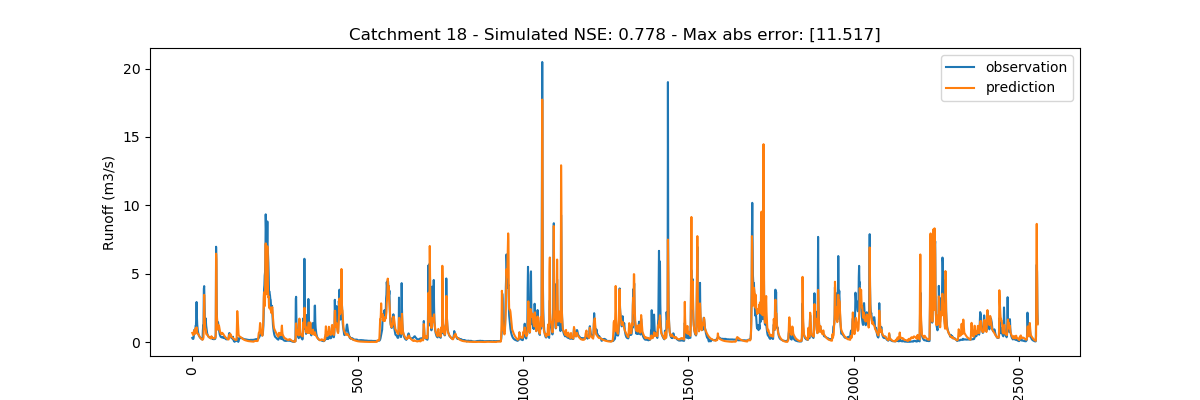 Catchment 18 - Simulated NSE: 0.778 - Max abs error: [11.517]
observation
prediction
Runoff (m3/s)
20
15
10
5
0
0
500
1000
1500
2000
2500